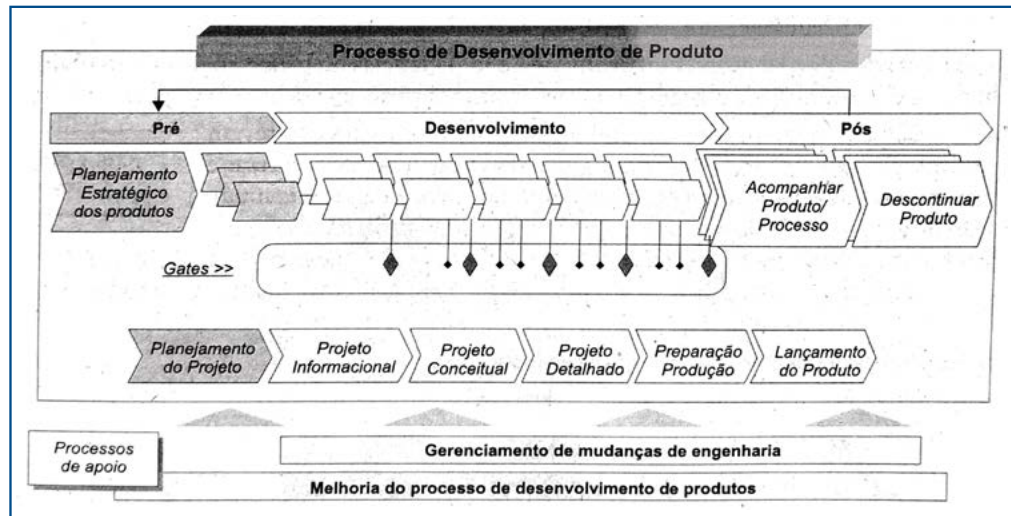 Processo de Desenvolvimento de Produto
Pré
Desenvolvimento
Pós
Planejamento
Estratégico
dos produtos
Acompanhar
Produto/
Processo
Descontinuar
Produto
Gates >>
Planejamento
do Projeto
Projeto
Informacional
Projeto
Conceitual
Projeto
Detalhado
Preparação
Produção
Lançamento
do Produto
Processos
de apoio
Gerenciamento de mudanças de engenharia
Melhoria do processo de desenvolvimento de produtos